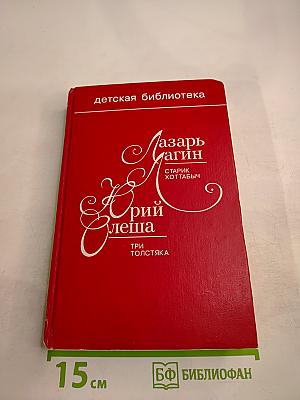 детская библиотека
Лазарь
Лагин
СТАРИК
ХОТТАБЫЧ
Юрий
Олеша
ТРИ
ТОЛСТЯКА
15 см
БФ БИБЛИОФАН